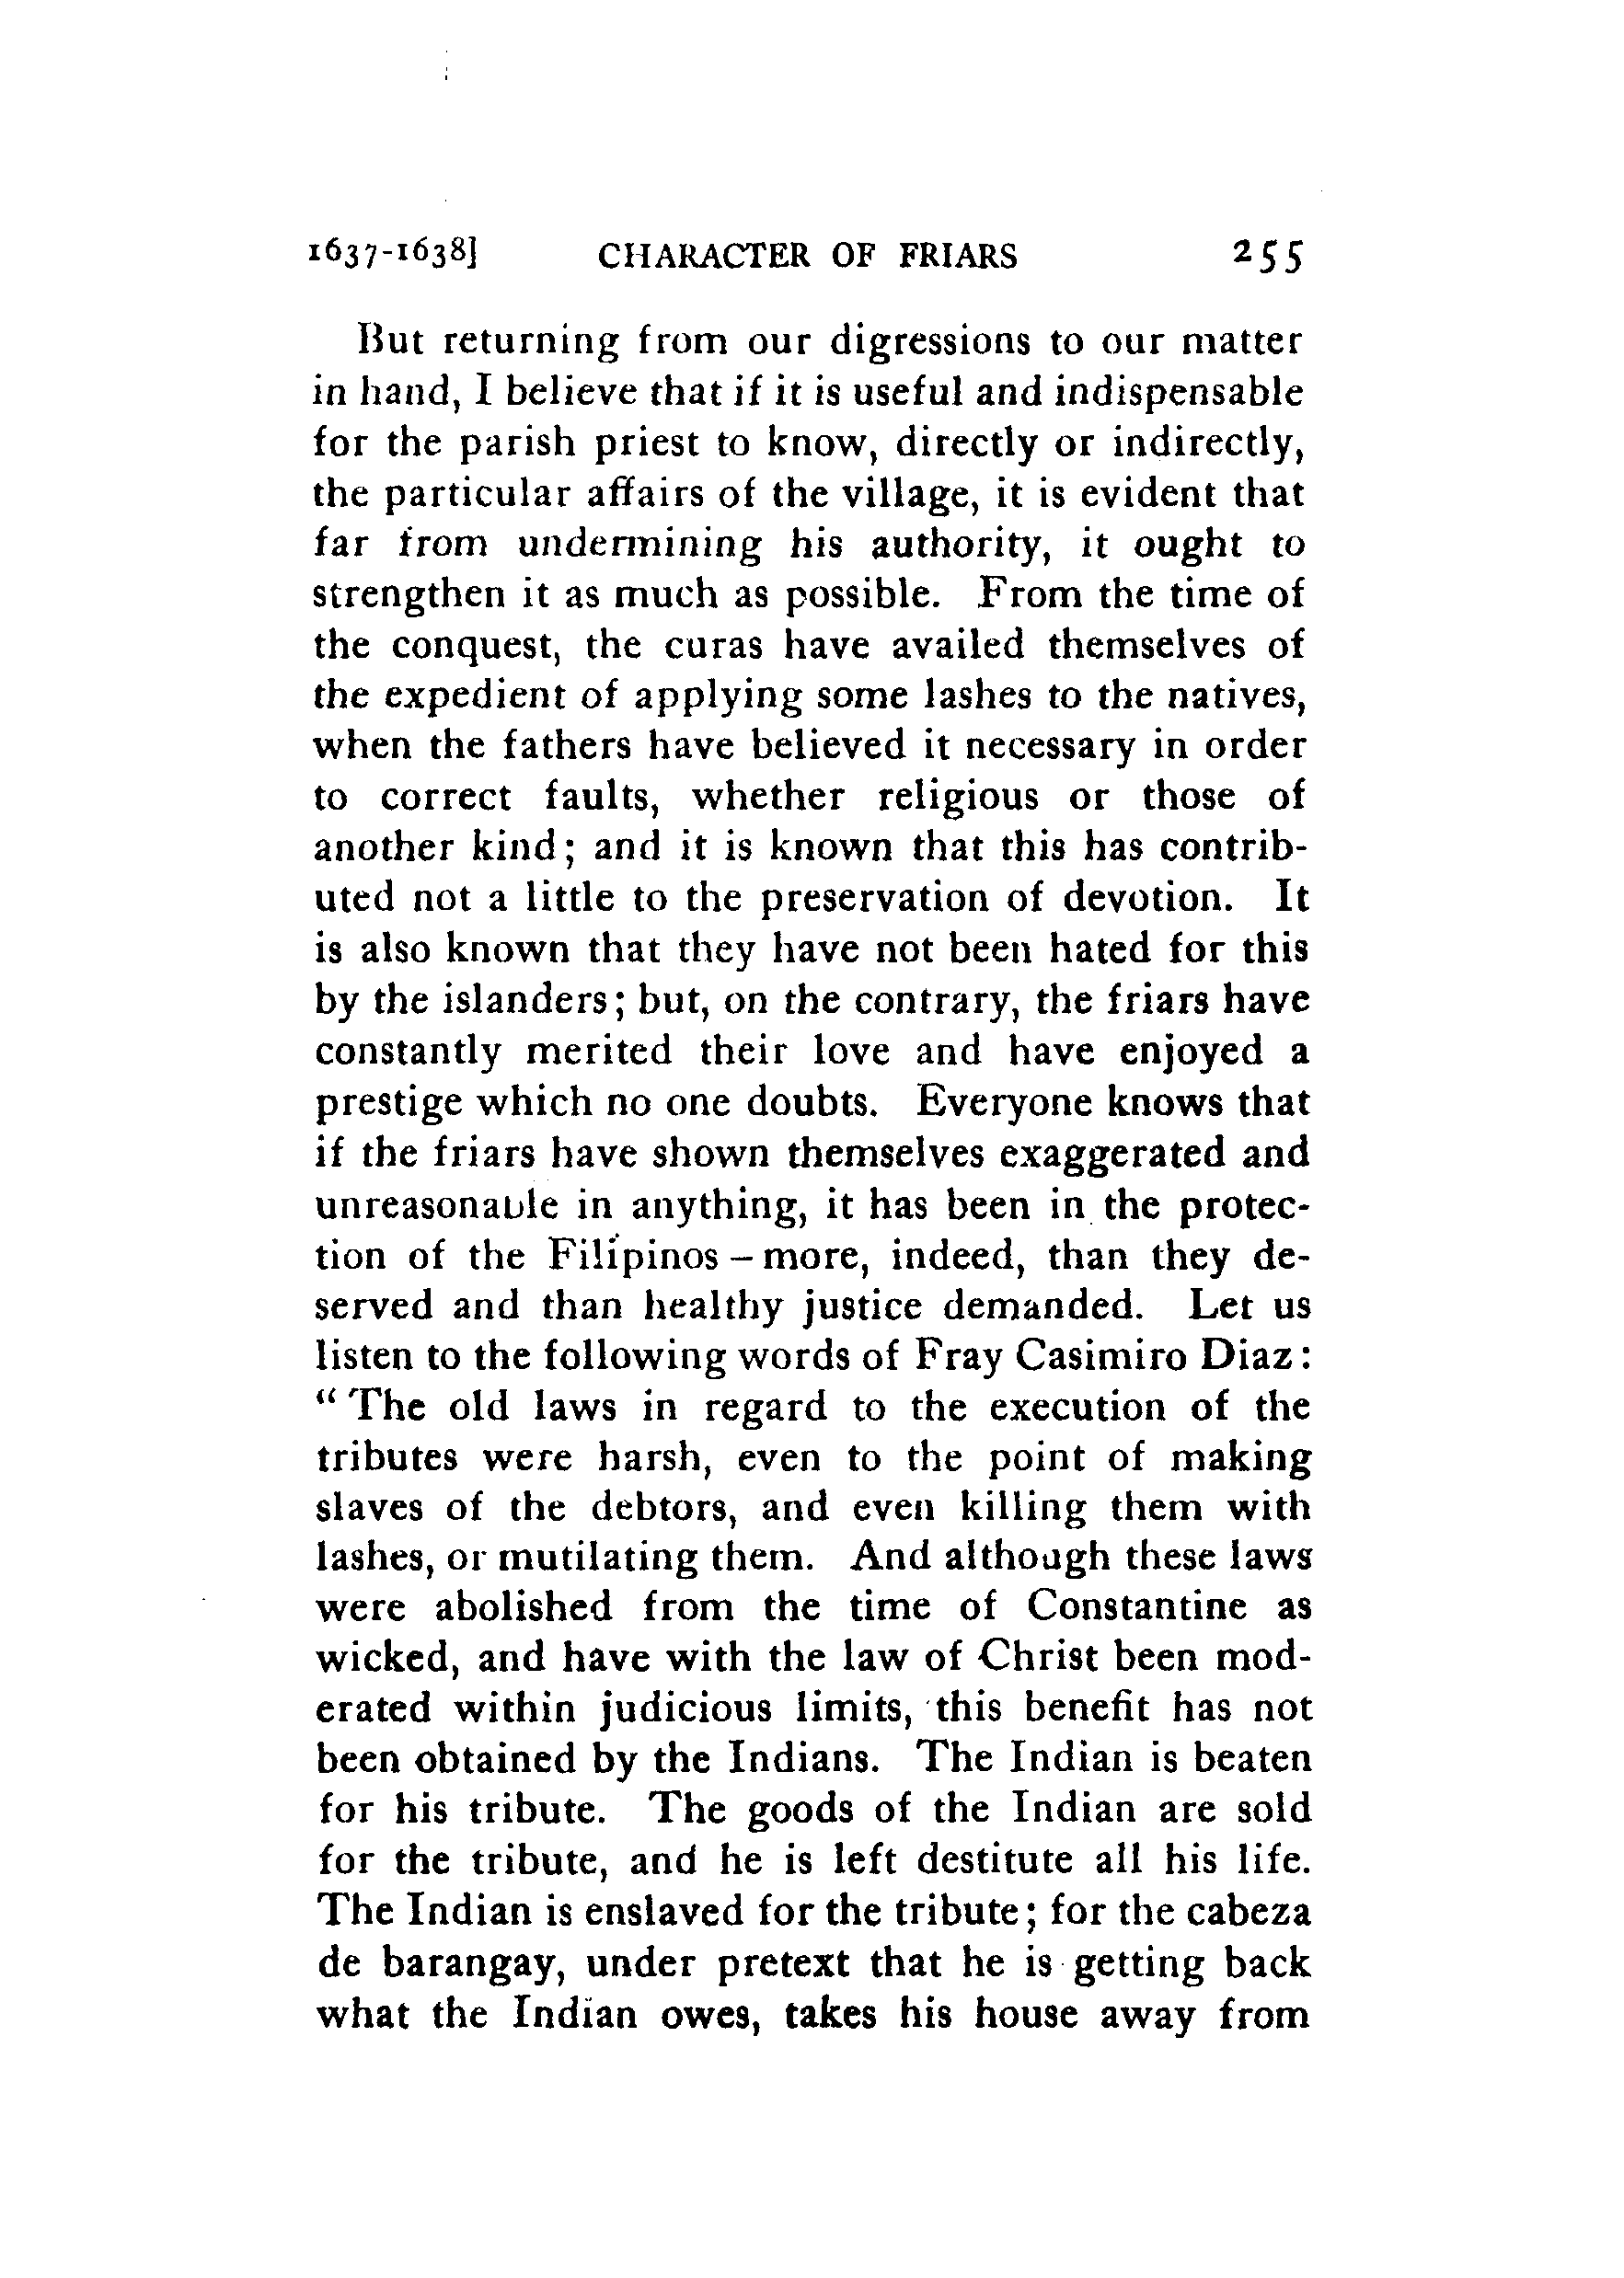 1637-1638] CHARACTER OF FRIARS 255
But returning from our digressions to our matter
in hand, I believe that if it is useful and indispensable
for the parish priest to know, directly or indirectly,
the particular affairs of the village, it is evident that
far from undermining his authority, it ought to
strengthen it as much as possible. From the time of
the conquest, the curas have availed themselves of
the expedient of applying some lashes to the natives,
when the fathers have believed it necessary in order
to correct faults, whether religious or those of
another kind; and it is known that this has contrib-
uted not a little to the preservation of devotion. It
is also known that they have not been hated for this
by the islanders; but, on the contrary, the friars have
constantly merited their love and have enjoyed a
prestige which no one doubts. Everyone knows that
if the friars have shown themselves exaggerated and
unreasonable in anything, it has been in the protec-
tion of the Filipinos – more, indeed, than they de-
served and than healthy justice demanded. Let us
listen to the following words of Fray Casimiro Diaz:
“The old laws in regard to the execution of the
tributes were harsh, even to the point of making
slaves of the debtors, and even killing them with
lashes, or mutilating them. And although these laws
were abolished from the time of Constantine as
wicked, and have with the law of Christ been mod-
erated within judicious limits, this benefit has not
been obtained by the Indians. The Indian is beaten
for his tribute. The goods of the Indian are sold
for the tribute, and he is left destitute all his life.
The Indian is enslaved for the tribute; for the cabeza
de barangay, under pretext that he is getting back
what the Indian owes, takes his house away from